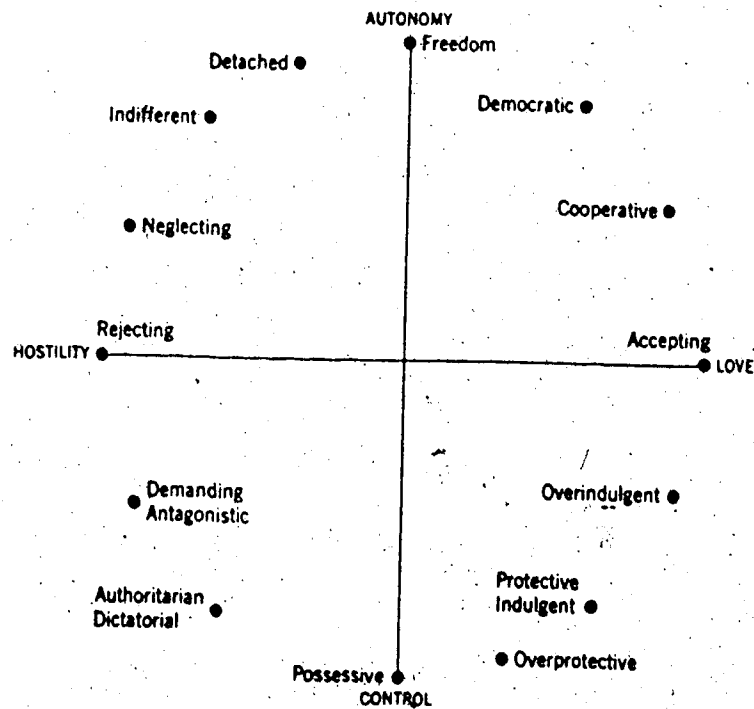 AUTONOMY
Freedom
Detached
Democratic
Indifferent
Cooperative
Neglecting
Rejecting
Accepting
HOSTILITY
LOVE
Demanding
Antagonistic
Overindulgent
Protective
Indulgent
Authoritarian
Dictatorial
Overprotective
Possessive
CONTROL